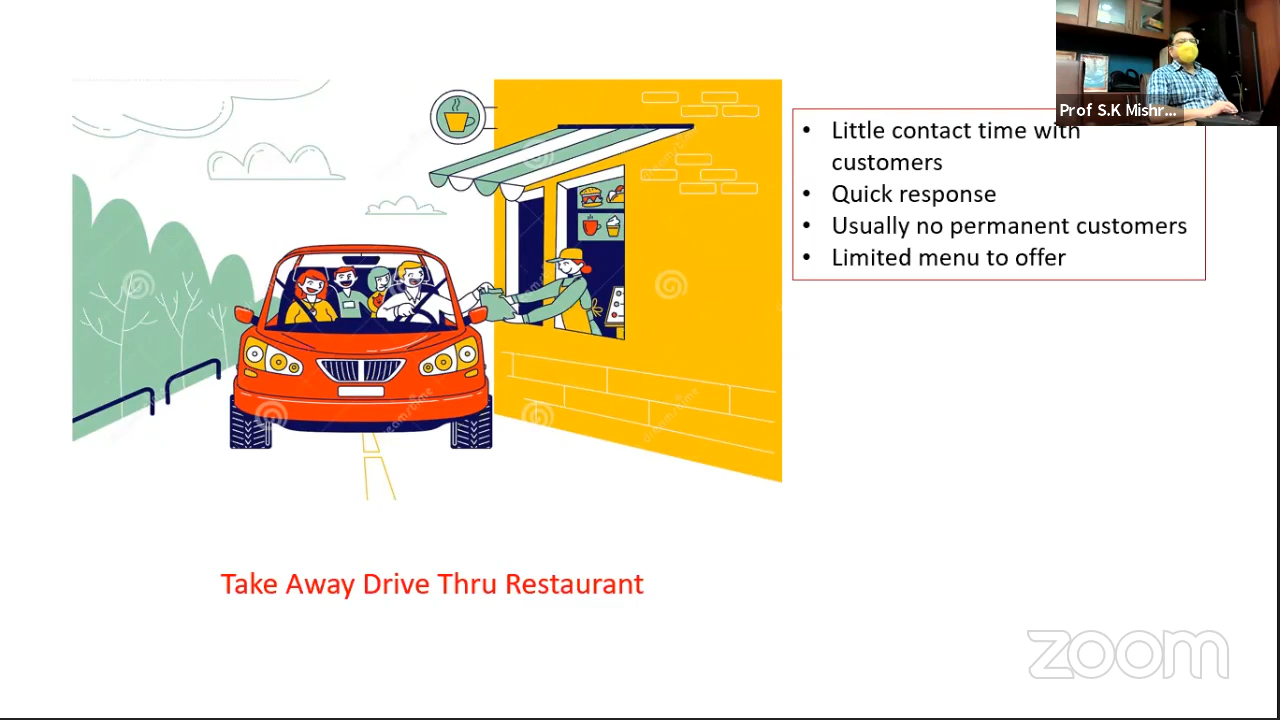 Prof S.K Mishr...
• Little contact time with
customers
• Quick response
• Usually no permanent customers
• Limited menu to offer
Take Away Drive Thru Restaurant
zoom